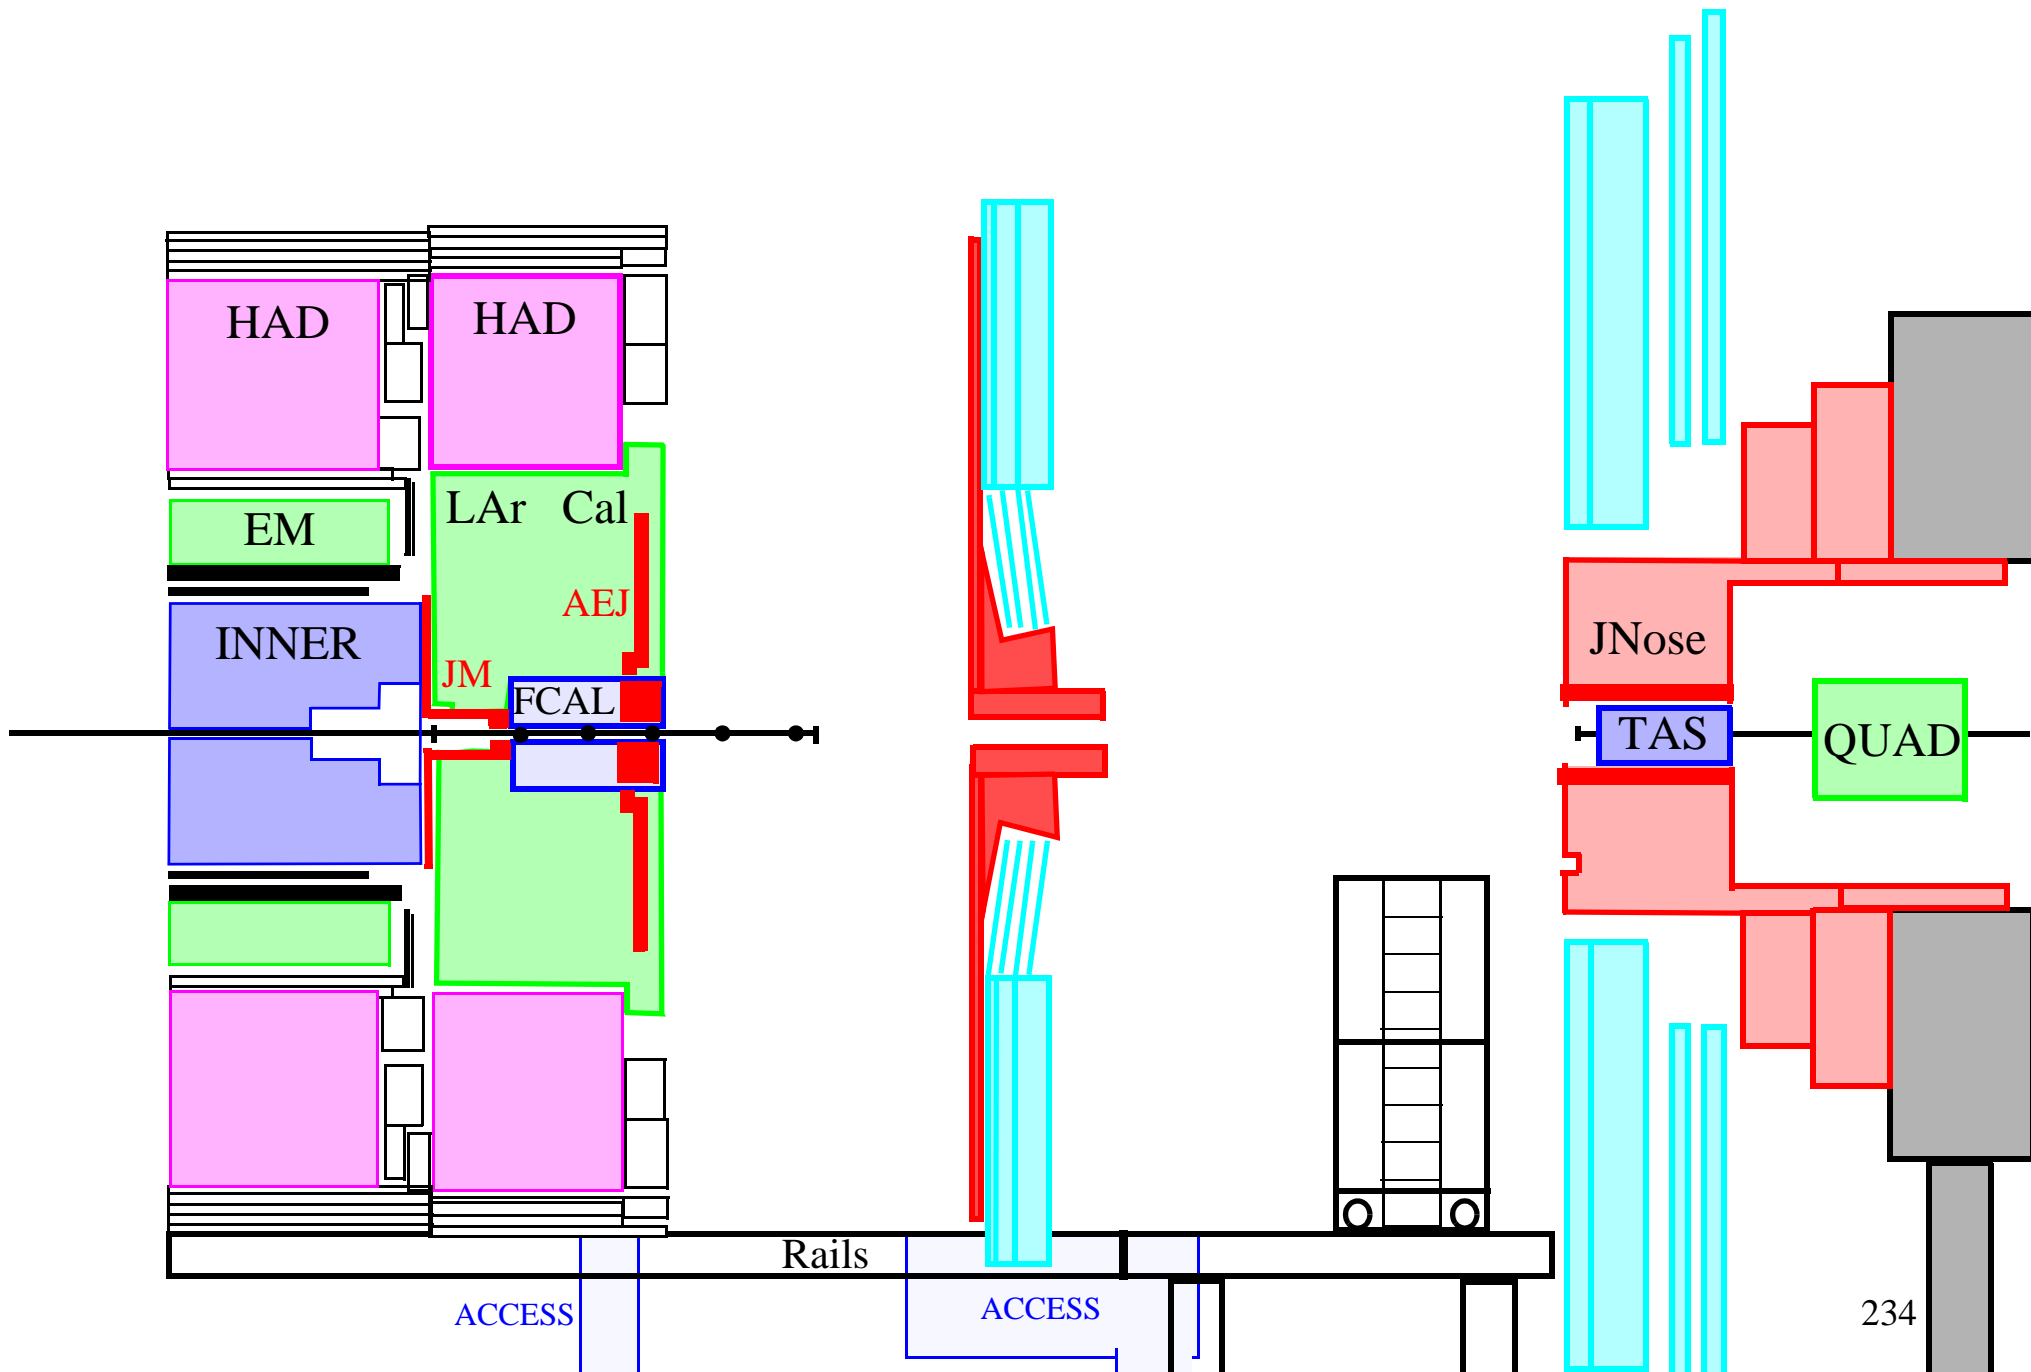 HAD HAD
LAr Cal
EM
AEJ
INNER
JNose
JM
FCAL
TAS
QUAD
Rails
ACCESS
ACCESS
234